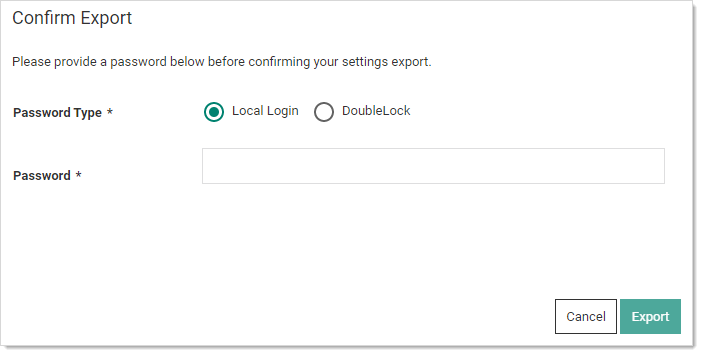 Confirm Export
Please provide a password below before confirming your settings export.
Password Type * Local Login DoubleLock
Password *
Cancel Export